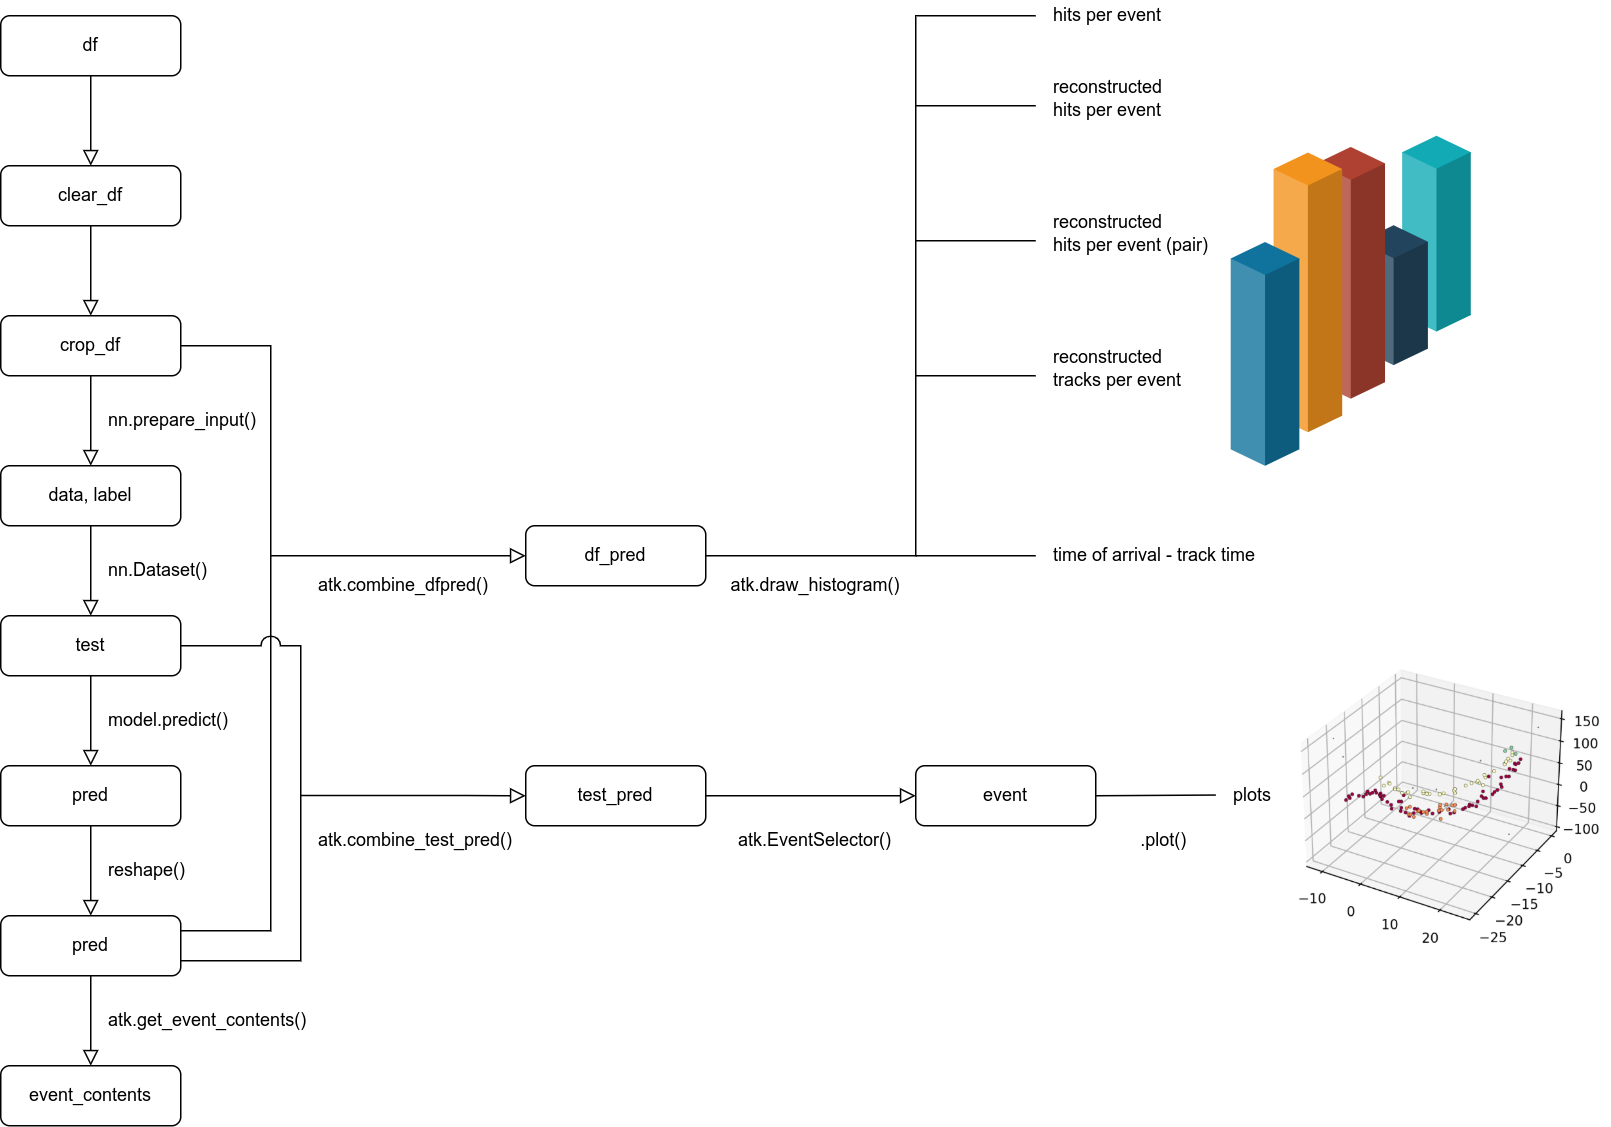 df
clear_df
crop_df
nn.prepare_input()
data, label
nn.Dataset()
test
model.predict()
pred
reshape()
pred
atk.get_event_contents()
event_contents
atk.combine_dfpred()
df_pred
atk.draw_histogram()
hits per event
reconstructed
hits per event
reconstructed
hits per event (pair)
reconstructed
tracks per event
time of arrival - track time
atk.combine_test_pred()
test_pred
atk.EventSelector()
event
.plot()
plots
150
100
50
0
−50
−100
0
−5
−10
−15
−20
−25
−10
0
10
20